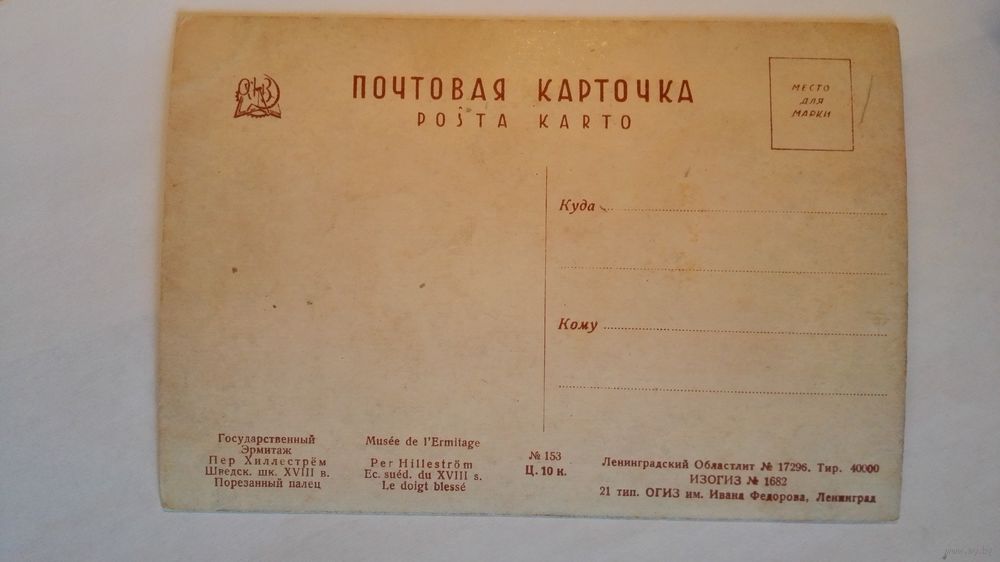 ПОЧТОВАЯ КАРТОЧКА
POŜTA KARTO
МЕСТО
ДЛЯ
МАРКИ
Куда
Кому
Государственный
Эрмитаж
Пер Хиллестрём
Шведск. шк. XVIII в.
Порезанный палец
Musée de l'Ermitage
Per Hilleström
Ec. suéd. du XVIII s.
Le doigt blessé
№ 153
Ц. 10 к.
Ленинградский Областлит № 17296. Тир. 40000
ИЗОГИЗ № 1682
21 тип. ОГИЗ им. Ивана Федорова, Ленинград